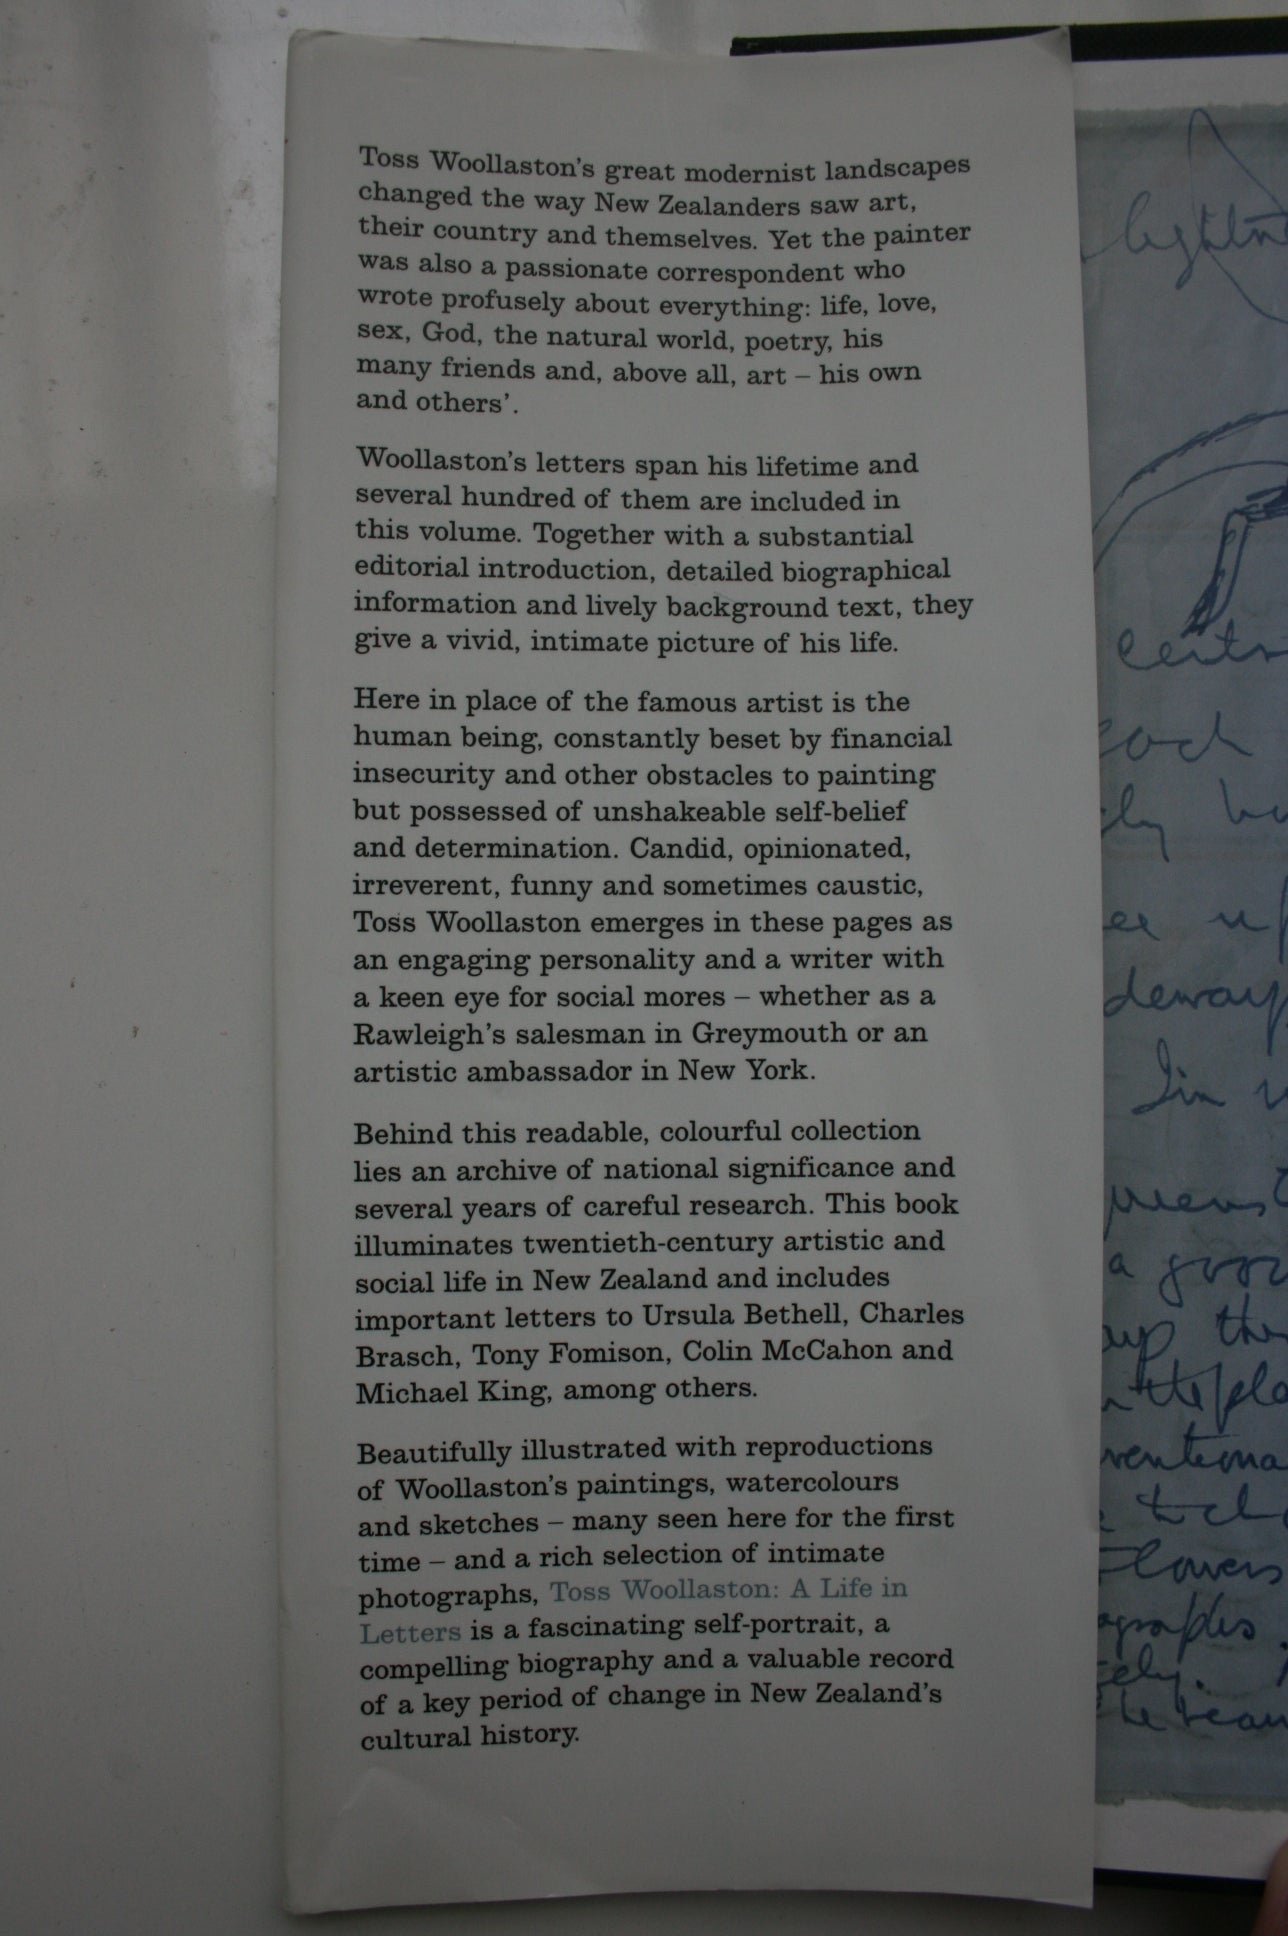 Toss Woollaston's great modernist landscapes
changed the way New Zealanders saw art,
their country and themselves. Yet the painter
was also a passionate correspondent who
wrote profusely about everything: life, love,
sex, God, the natural world, poetry, his
many friends and, above all, art – his own
and others'.
Woollaston's letters span his lifetime and
several hundred of them are included in
this volume. Together with a substantial
editorial introduction, detailed biographical
information and lively background text, they
give a vivid, intimate picture of his life.
Here in place of the famous artist is the
human being, constantly beset by financial
insecurity and other obstacles to painting
but possessed of unshakeable self-belief
and determination. Candid, opinionated,
irreverent, funny and sometimes caustic,
Toss Woollaston emerges in these pages as
an engaging personality and a writer with
a keen eye for social mores – whether as a
Rawleigh's salesman in Greymouth or an
artistic ambassador in New York.
Behind this readable, colourful collection
lies an archive of national significance and
several years of careful research. This book
illuminates twentieth-century artistic and
social life in New Zealand and includes
important letters to Ursula Bethell, Charles
Brasch, Tony Fomison, Colin McCahon and
Michael King, among others.
Beautifully illustrated with reproductions
of Woollaston's paintings, watercolours
and sketches – many seen here for the first
time – and a rich selection of intimate
photographs, Toss Woollaston: A Life in
Letters is a fascinating self-portrait, a
compelling biography and a valuable record
of a key period of change in New Zealand's
cultural history.